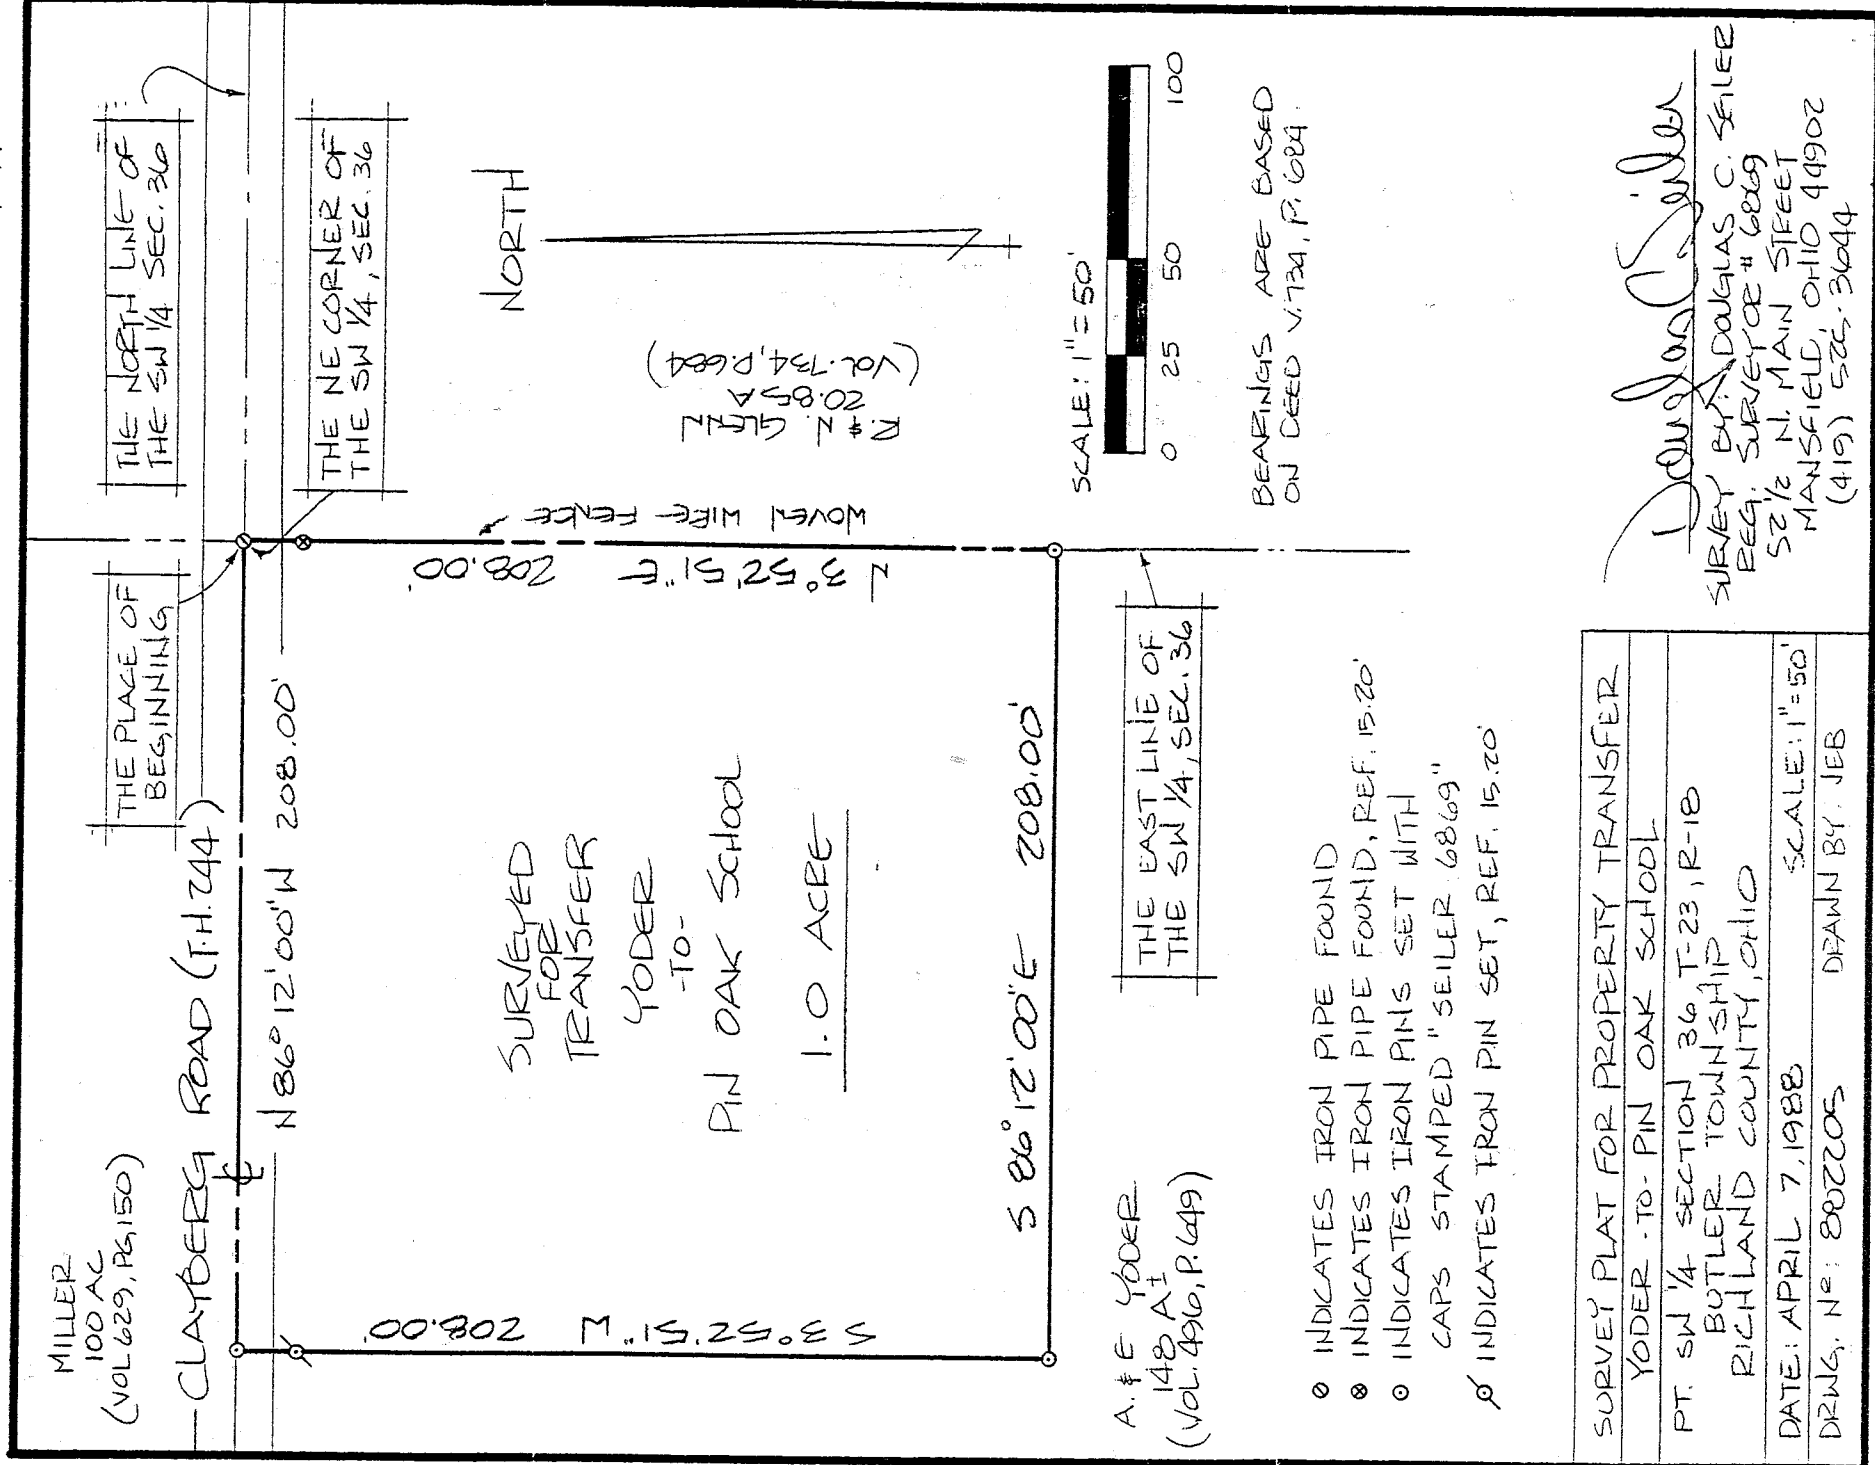 MILLER
100 AC
(VOL 629, PG, 150)
CLAYBERG ROAD (T.H. 244)
THE PLACE OF
BEGINNING
THE NORTH LINE OF
THE SW 1/4 SEC. 36
THE NE CORNER OF
THE SW 1/4, SEC. 36
N 86° 12' 00" W 208.00'
S 3° 52' 51" W 208.00'
N 3° 52' 51" E 208.00'
WOVEN WIRE FENCE
SURVEYED
FOR
TRANSFER
YODER
-TO-
PIN OAK SCHOOL
1.0 ACRE
R. & N. GLENN
20.85 A
(VOL. 734, P. 684)
NORTH
S 86° 12' 00" E 208.00'
A. & E YODER
148 A±
(VOL. 496, P. 649)
THE EAST LINE OF
THE SW 1/4, SEC. 36
SCALE: 1" = 50'
0 25 50 100
BEARINGS ARE BASED
ON DEED V. 734, P. 684.
INDICATES IRON PIPE FOUND
INDICATES IRON PIPE FOUND, REF. 15.20'
INDICATES IRON PINS SET WITH
CAPS STAMPED "SEILER 6869"
INDICATES IRON PIN SET, REF. 15.20'
SURVEY PLAT FOR PROPERTY TRANSFER
YODER -TO- PIN OAK SCHOOL
PT. SW 1/4 SECTION 36, T-23, R-18
BUTLER TOWNSHIP
RICHLAND COUNTY, OHIO
DATE: APRIL 7, 1988 SCALE: 1" = 50'
DRWG, Nº: 88220S DRAWN BY: JEB
Douglas C. Seiler
SURVEY BY: DOUGLAS C. SEILER
REG. SURVEYOR # 6869
52 1/2 N. MAIN STREET
MANSFIELD, OHIO 44902
(419) 525-3644